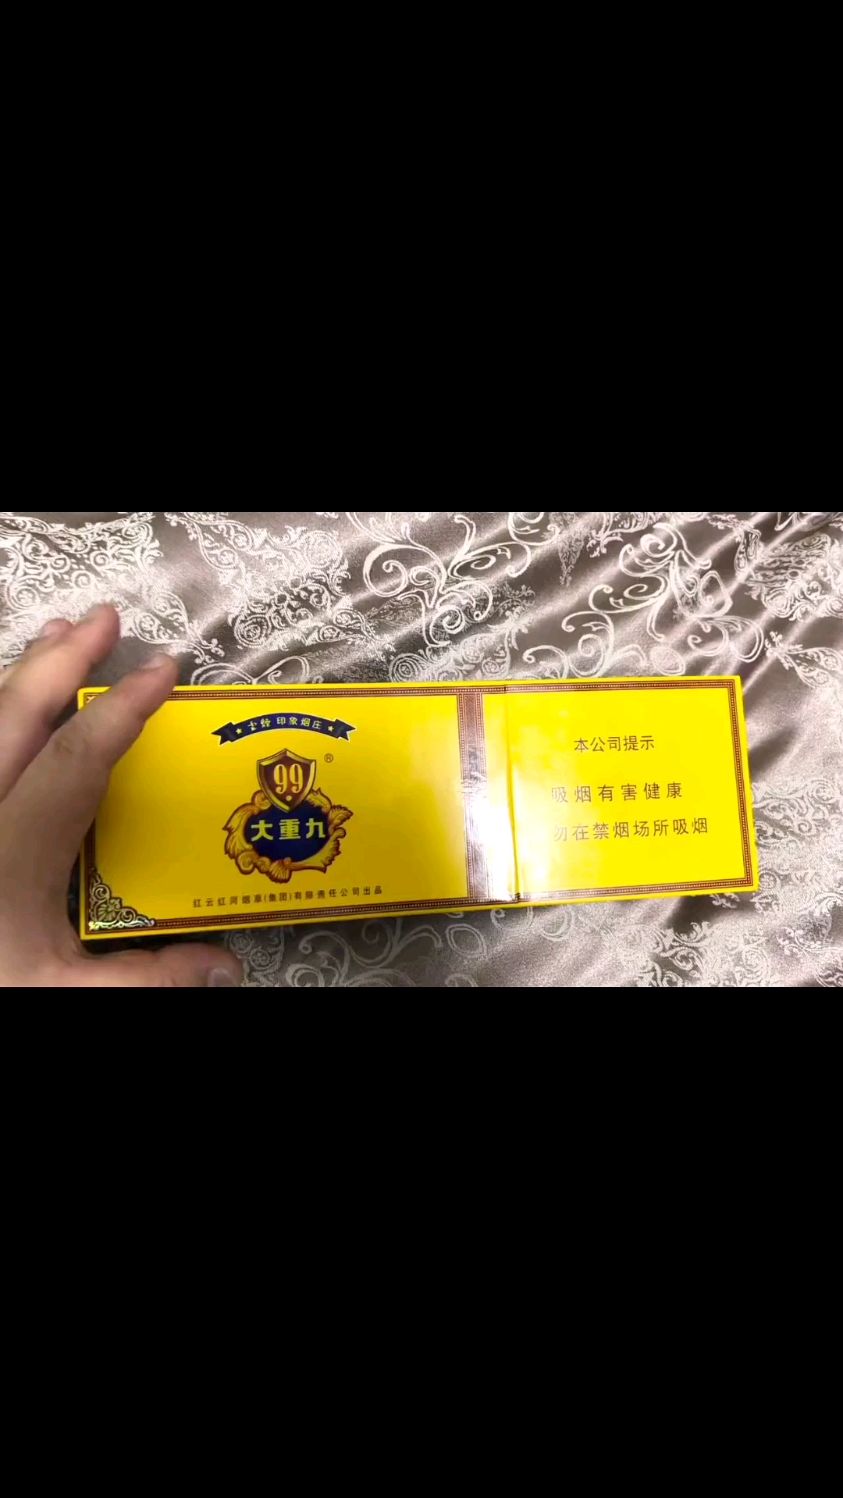 印象烟庄
99
®
大重九
红云红河烟草(集团)有限责任公司出品
本公司提示
吸烟有害健康
勿在禁烟场所吸烟